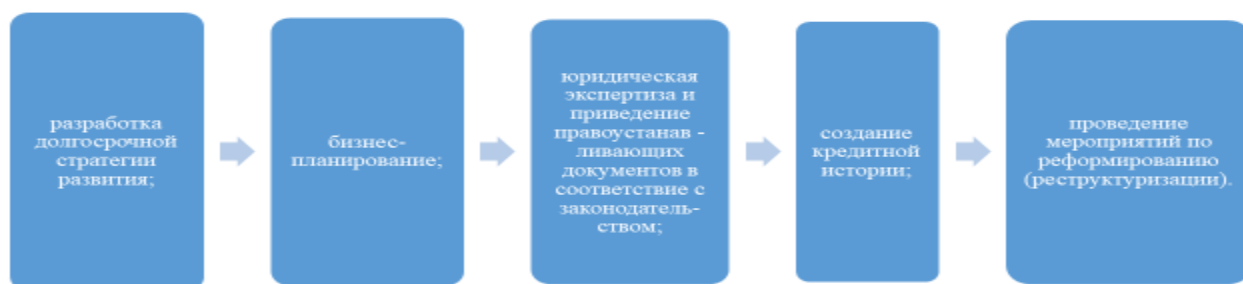 разработка
долгосрочной
стратегии
развития;
бизнес-
планирование;
юридическая
экспертиза и
приведение
правоустанав -
ливающих
документов в
соответствие с
законодатель-
ством;
создание
кредитной
истории;
проведение
мероприятий по
реформированию
(реструктуризации).